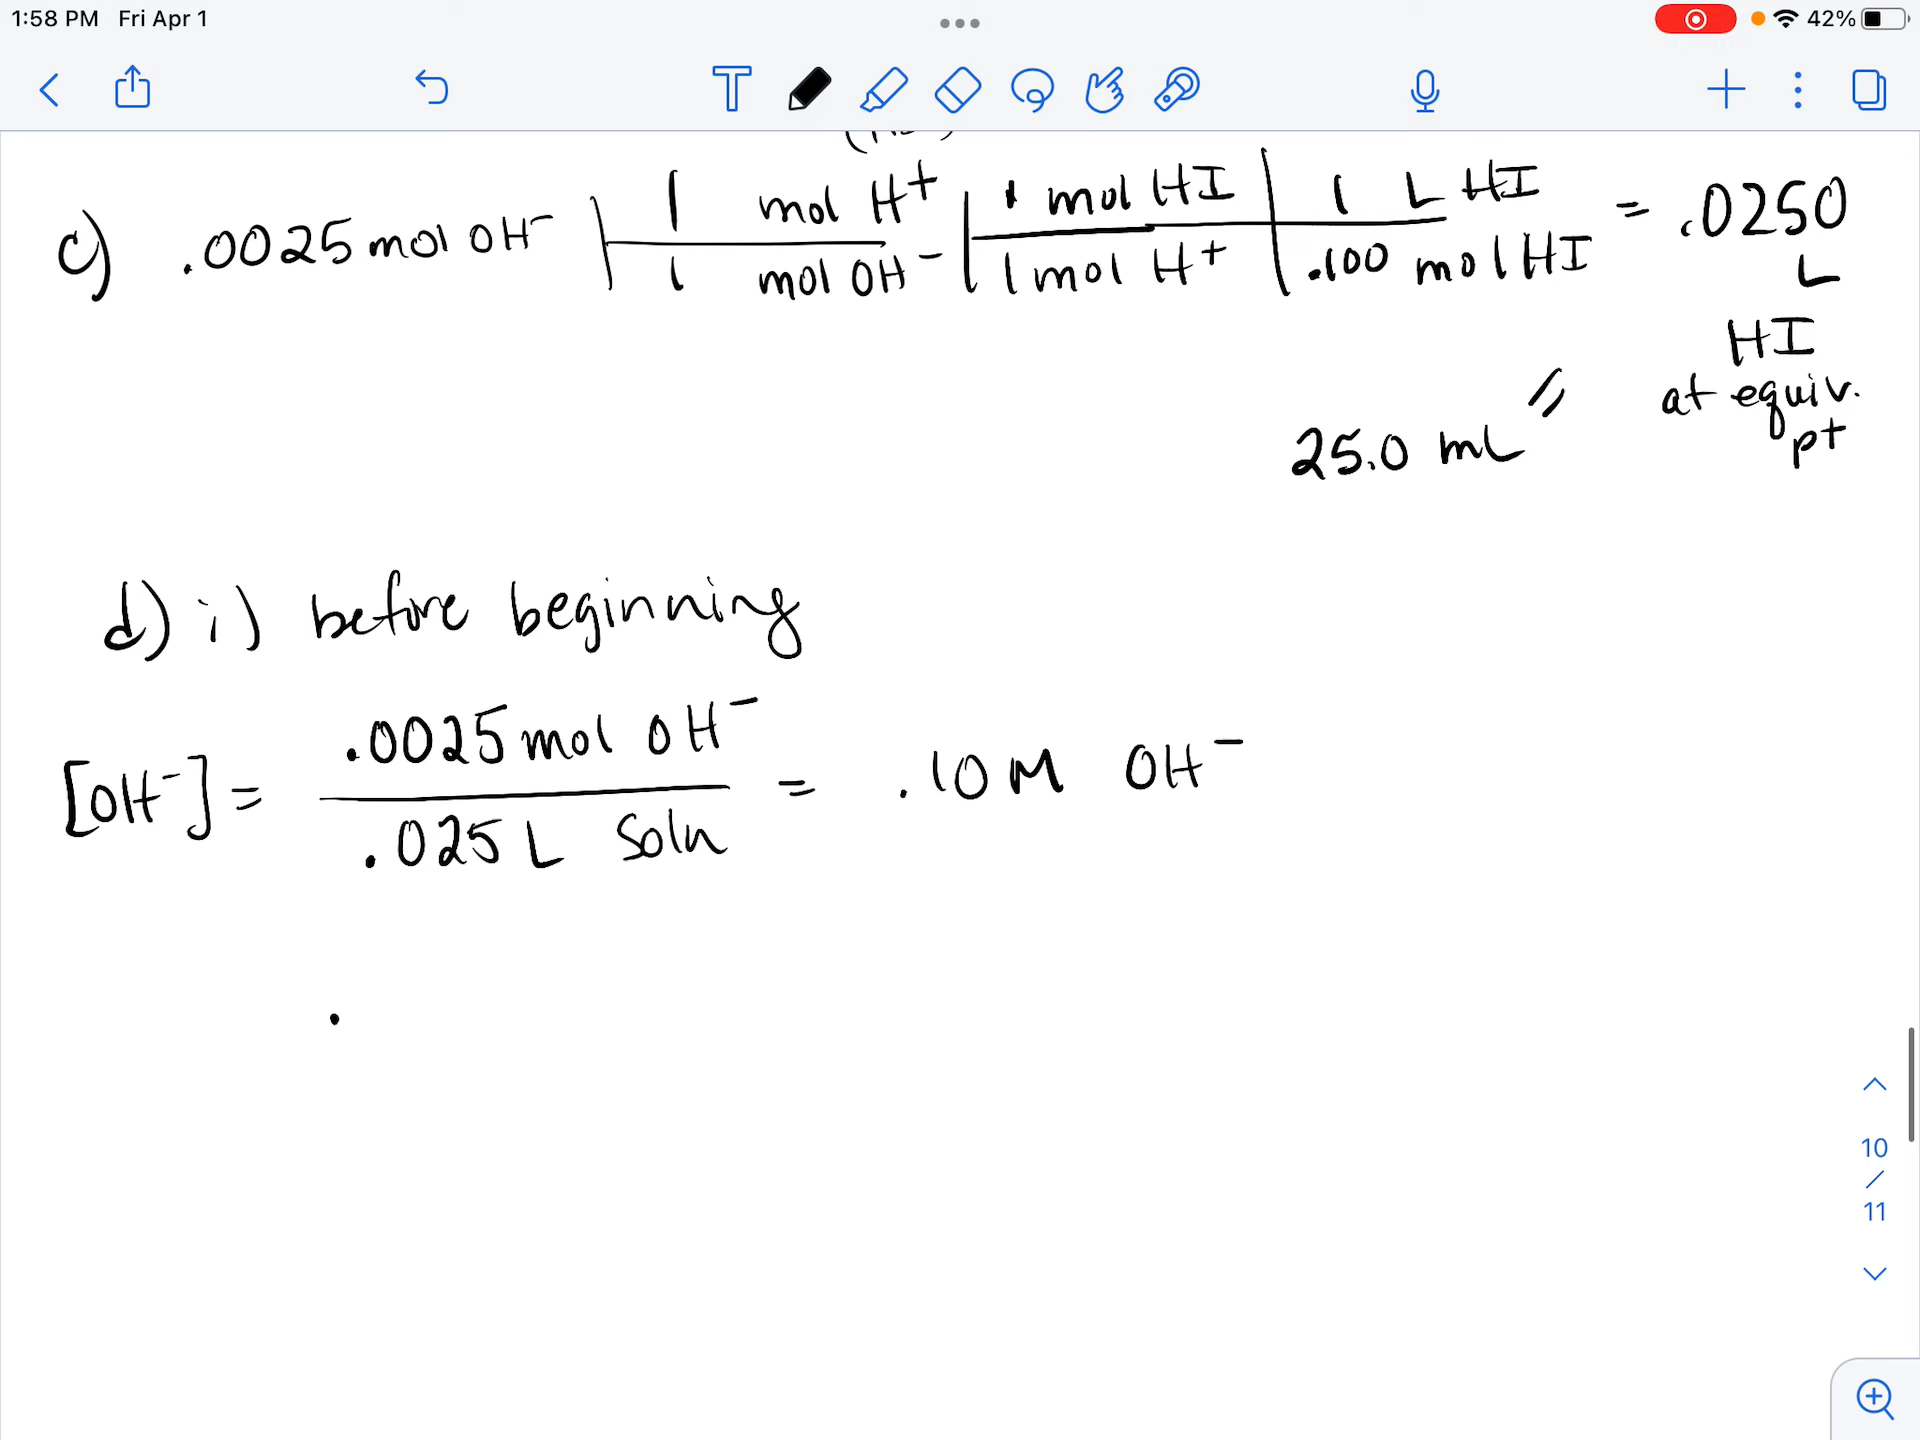 1:58 PM Fri Apr 1
42%
c) .0025 mol OH⁻ | 1 mol H⁺ / 1 mol OH⁻ | 1 mol HI / 1 mol H⁺ | 1 L HI / .100 mol HI = .0250 L
HI
at equiv.
pt
25.0 mL =
d) i) before beginning
[OH⁻] = .0025 mol OH⁻ / .025 L soln = .10 M OH⁻
.
10
/
11